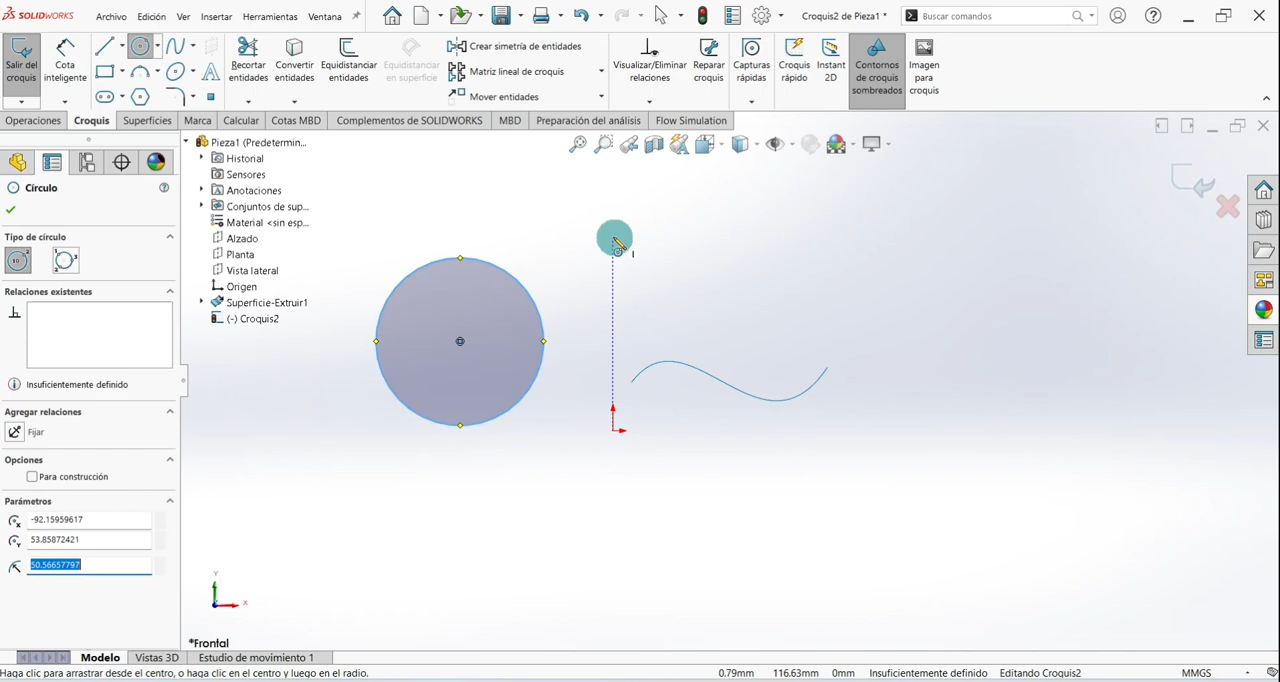 SOLIDWORKS
Archivo Edición Ver Insertar Herramientas Ventana
Croquis2 de Pieza1 *
Buscar comandos
Salir del croquis
Cota inteligente
Recortar entidades
Convertir entidades
Equidistanciar entidades
Equidistanciar en superficie
Crear simetría de entidades
Matriz lineal de croquis
Mover entidades
Visualizar/Eliminar relaciones
Reparar croquis
Capturas rápidas
Croquis rápido
Instant 2D
Contornos de croquis sombreados
Imagen para croquis
Operaciones Croquis Superficies Marca Calcular Cotas MBD Complementos de SOLIDWORKS MBD Preparación del análisis Flow Simulation
Círculo
Tipo de círculo
Relaciones existentes
Insuficientemente definido
Agregar relaciones
Fijar
Opciones
Para construcción
Parámetros
-92.15959617
53.85872421
50.56657797
Pieza1 (Predetermin...
Historial
Sensores
Anotaciones
Conjuntos de sup...
Material <sin esp...
Alzado
Planta
Vista lateral
Origen
Superficie-Extruir1
(-) Croquis2
Y
X
*Frontal
Modelo Vistas 3D Estudio de movimiento 1
Haga clic para arrastrar desde el centro, o haga clic en el centro y luego en el radio. 0.79mm 116.63mm 0mm Insuficientemente definido Editando Croquis2 MMGS